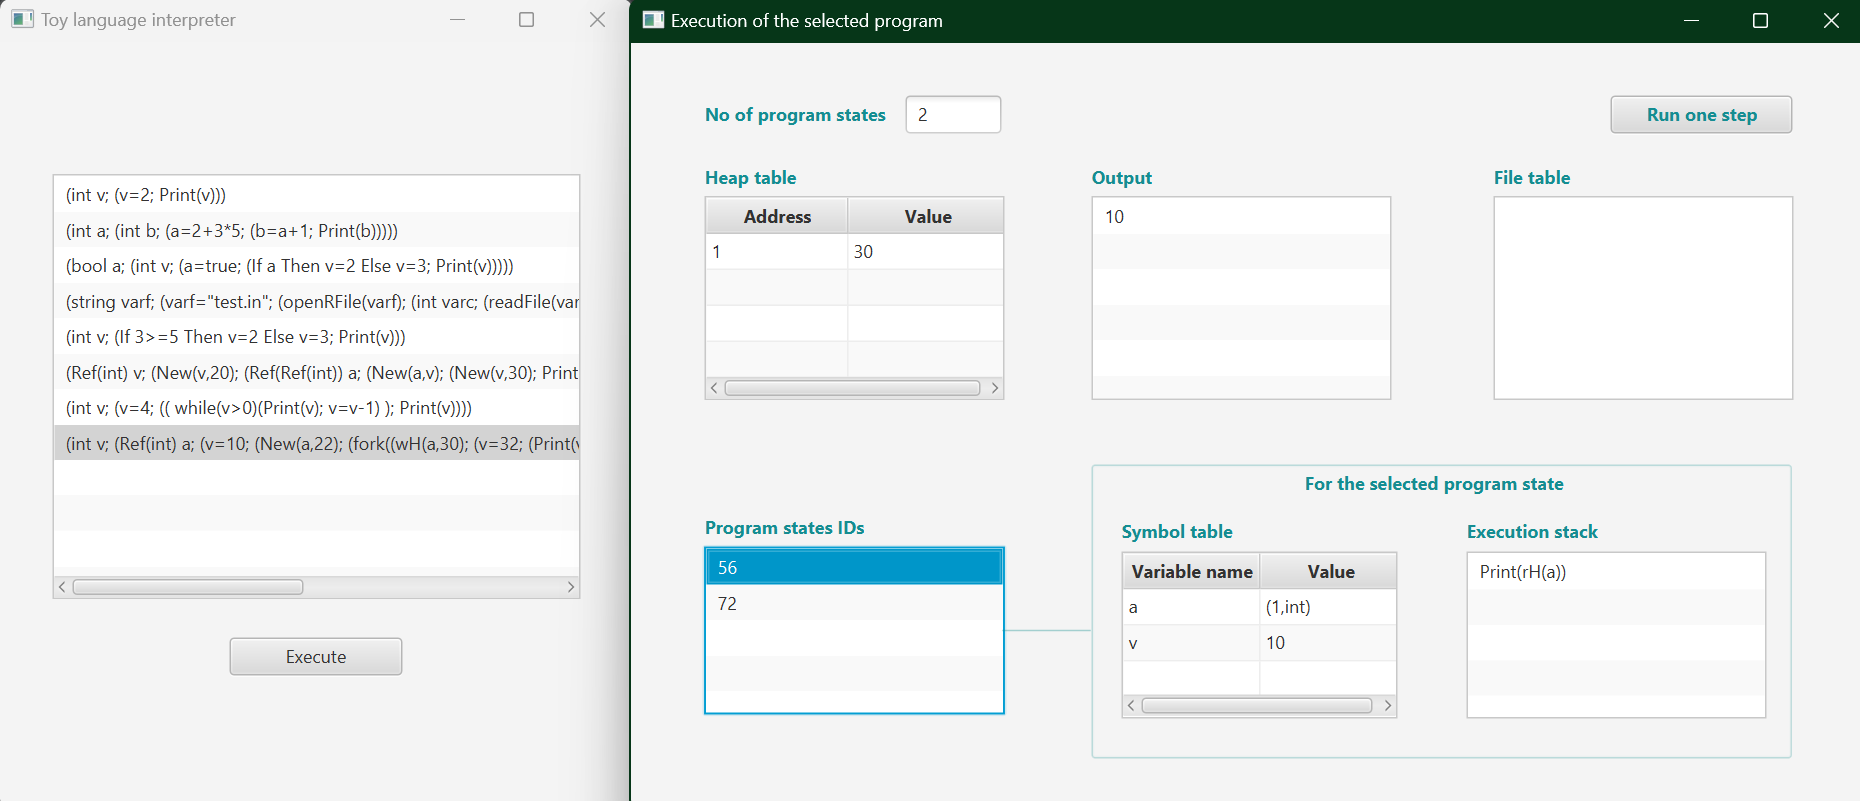 Toy language interpreter
(int v; (v=2; Print(v)))
(int a; (int b; (a=2+3*5; (b=a+1; Print(b)))))
(bool a; (int v; (a=true; (If a Then v=2 Else v=3; Print(v)))))
(string varf; (varf="test.in"; (openRFile(varf); (int varc; (readFile(var
(int v; (If 3>=5 Then v=2 Else v=3; Print(v)))
(Ref(int) v; (New(v,20); (Ref(Ref(int)) a; (New(a,v); (New(v,30); Print
(int v; (v=4; (( while(v>0)(Print(v); v=v-1) ); Print(v))))
(int v; (Ref(int) a; (v=10; (New(a,22); (fork((wH(a,30); (v=32; (Print(v
Execute
Execution of the selected program
No of program states 2
Run one step
Heap table
Address Value
1 30
Output
10
File table
Program states IDs
56
72
For the selected program state
Symbol table
Variable name Value
a (1,int)
v 10
Execution stack
Print(rH(a))